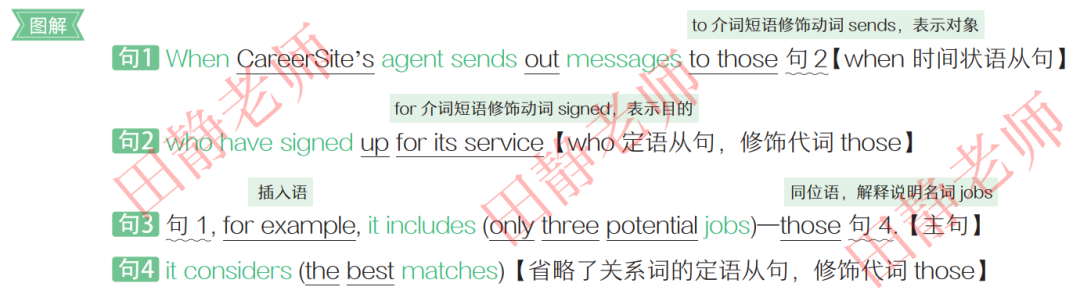 图解
to 介词短语修饰动词 sends，表示对象
句1 When CareerSite's agent sends out messages to those 句 2【when 时间状语从句】
for 介词短语修饰动词 signed，表示目的
句2 who have signed up for its service【who 定语从句，修饰代词 those】
插入语
同位语，解释说明名词 jobs
句3 句 1, for example, it includes (only three potential jobs)—those 句 4.【主句】
句4 it considers (the best matches)【省略了关系词的定语从句，修饰代词 those】
田静老师
田静老师
田静老师